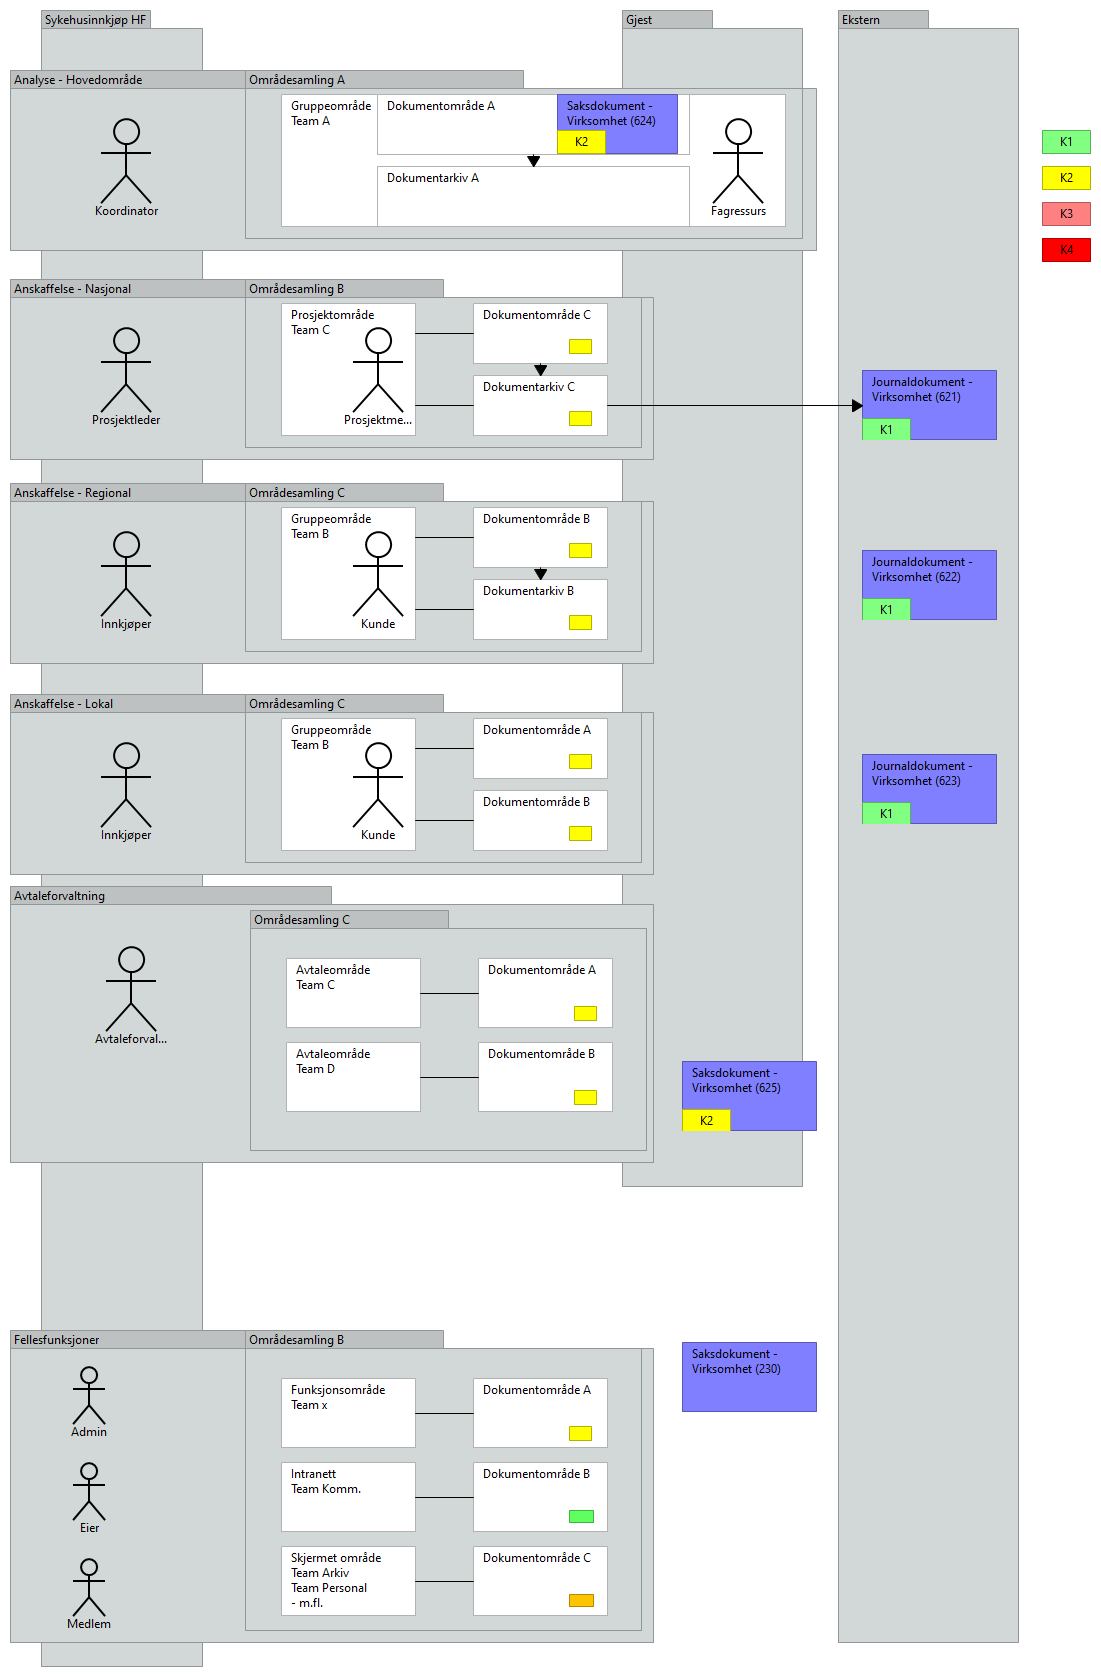 Sykehusinnkjøp HF
Gjest
Ekstern
Analyse - Hovedområde
Områdesamling A
Gruppeområde
Team A
Dokumentområde A
Saksdokument -
Virksomhet (624)
K2
Dokumentarkiv A
Koordinator
Fagressurs
K1
K2
K3
K4
Anskaffelse - Nasjonal
Områdesamling B
Prosjektområde
Team C
Dokumentområde C
Dokumentarkiv C
Prosjektleder
Prosjektme...
Journaldokument -
Virksomhet (621)
K1
Anskaffelse - Regional
Områdesamling C
Gruppeområde
Team B
Dokumentområde B
Dokumentarkiv B
Innkjøper
Kunde
Journaldokument -
Virksomhet (622)
K1
Anskaffelse - Lokal
Områdesamling C
Gruppeområde
Team B
Dokumentområde A
Dokumentområde B
Innkjøper
Kunde
Journaldokument -
Virksomhet (623)
K1
Avtaleforvaltning
Områdesamling C
Avtaleområde
Team C
Dokumentområde A
Avtaleforval...
Avtaleområde
Team D
Dokumentområde B
Saksdokument -
Virksomhet (625)
K2
Fellesfunksjoner
Områdesamling B
Saksdokument -
Virksomhet (230)
Admin
Funksjonsområde
Team x
Dokumentområde A
Eier
Intranett
Team Komm.
Dokumentområde B
Medlem
Skjermet område
Team Arkiv
Team Personal
- m.fl.
Dokumentområde C